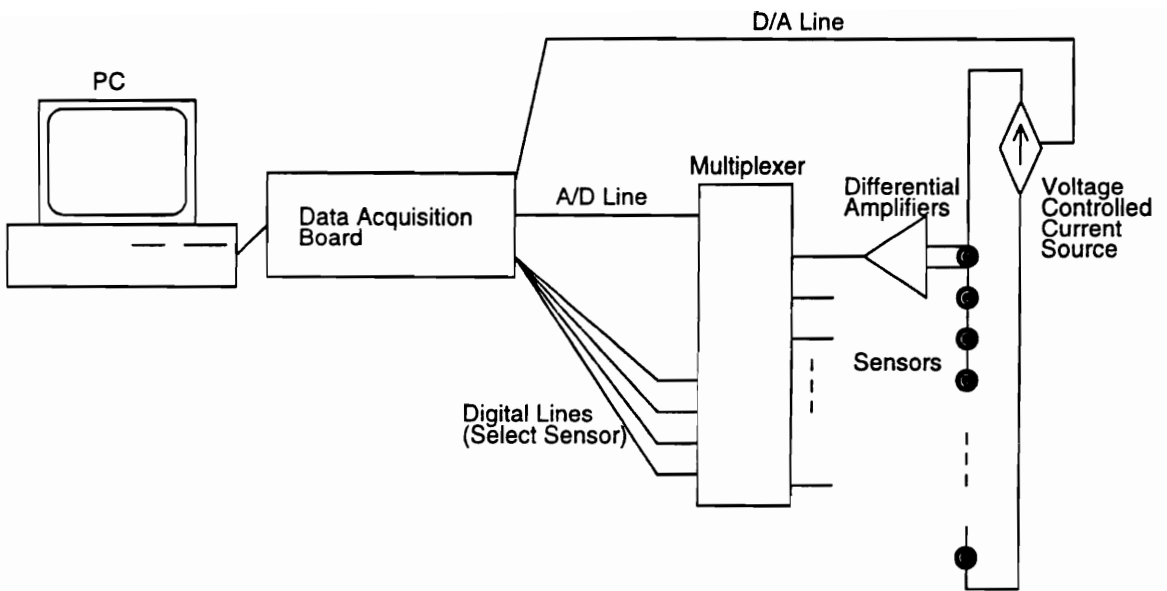 D/A Line
PC
Multiplexer
A/D Line
Data Acquisition
Board
Differential
Amplifiers
Voltage
Controlled
Current
Source
Sensors
Digital Lines
(Select Sensor)